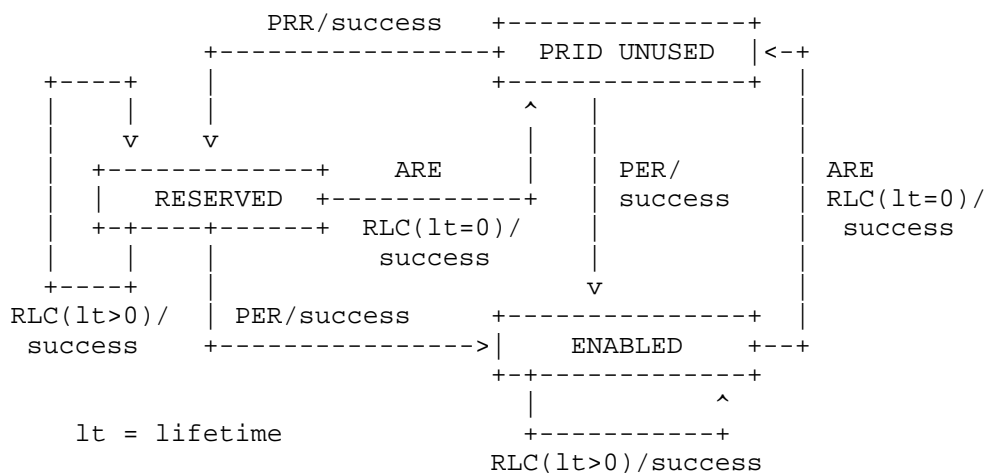 PRR/success
PRID UNUSED
ARE
PER/
ARE
RESERVED
success
RLC(lt=0)/
RLC(lt=0)/
success
success
RLC(lt>0)/
PER/success
success
ENABLED
lt = lifetime
RLC(lt>0)/success